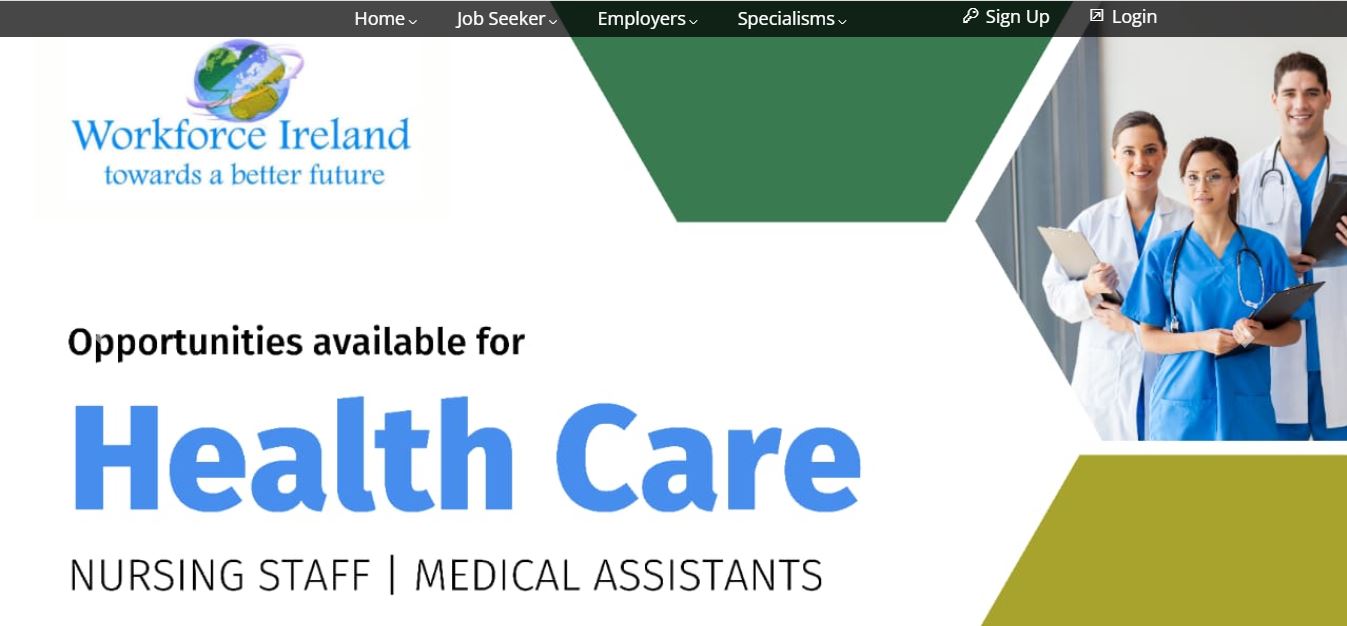 Home Job Seeker Employers Specialisms Sign Up Login
Workforce Ireland
towards a better future
Opportunities available for
Health Care
NURSING STAFF | MEDICAL ASSISTANTS